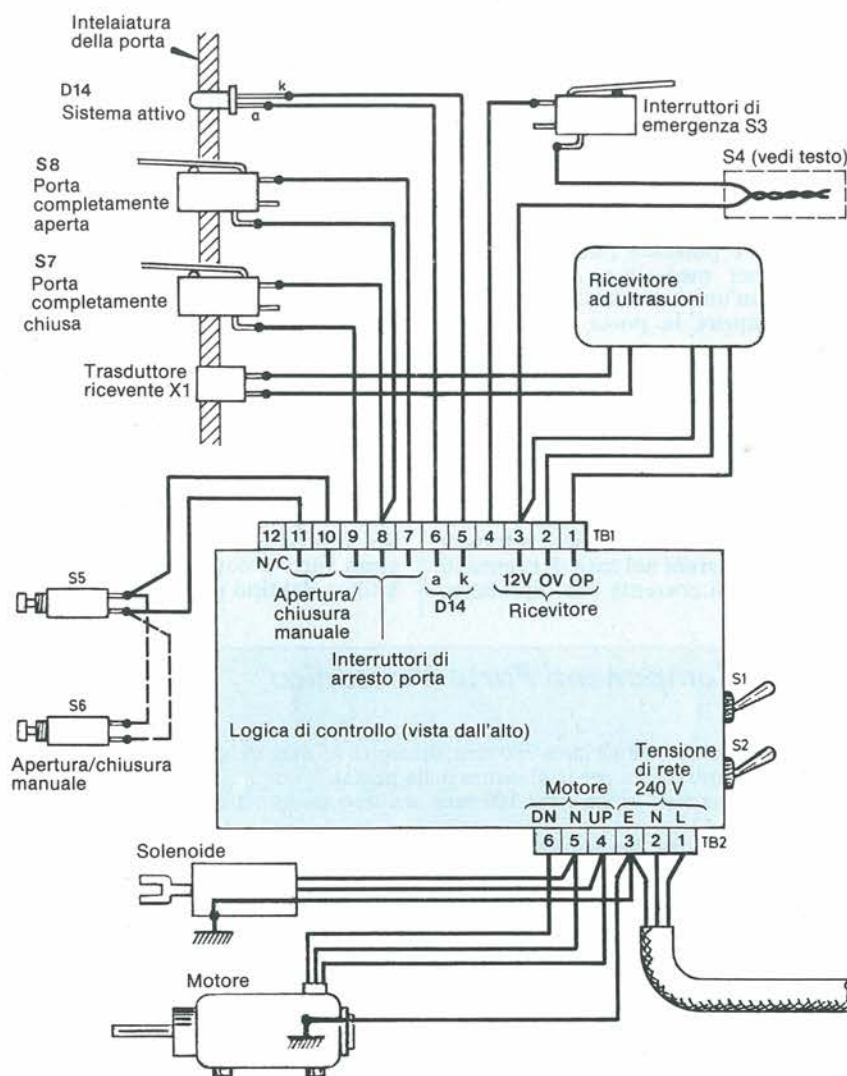 Intelaiatura
della porta
D14
Sistema attivo
k
a
S8
Porta
completamente
aperta
S7
Porta
completamente
chiusa
Trasduttore
ricevente X1
Interruttori di
emergenza S3
S4 (vedi testo)
Ricevitore
ad ultrasuoni
12 11 10 9 8 7 6 5 4 3 2 1 TB1
N/C
a k
12V 0V OP
D14
Ricevitore
Apertura/
chiusura
manuale
Interruttori di
arresto porta
S5
S6
Apertura/chiusura
manuale
S1
S2
Logica di controllo (vista dall'alto)
Tensione
di rete
240 V
Motore
DN N UP E N L
6 5 4 3 2 1 TB2
Solenoide
Motore